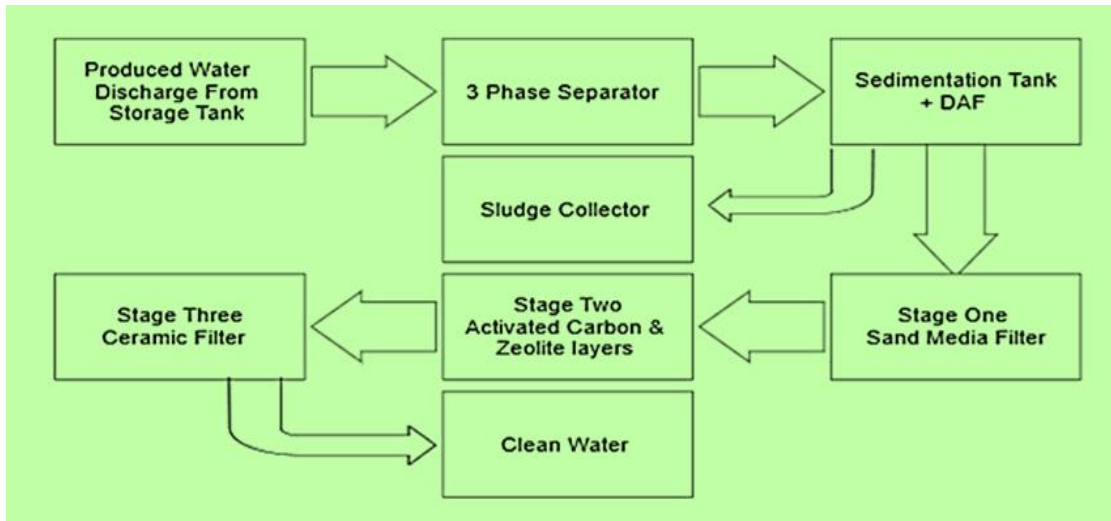 Produced Water
Discharge From
Storage Tank
3 Phase Separator
Sedimentation Tank
+ DAF
Sludge Collector
Stage Three
Ceramic Filter
Stage Two
Activated Carbon &
Zeolite layers
Stage One
Sand Media Filter
Clean Water